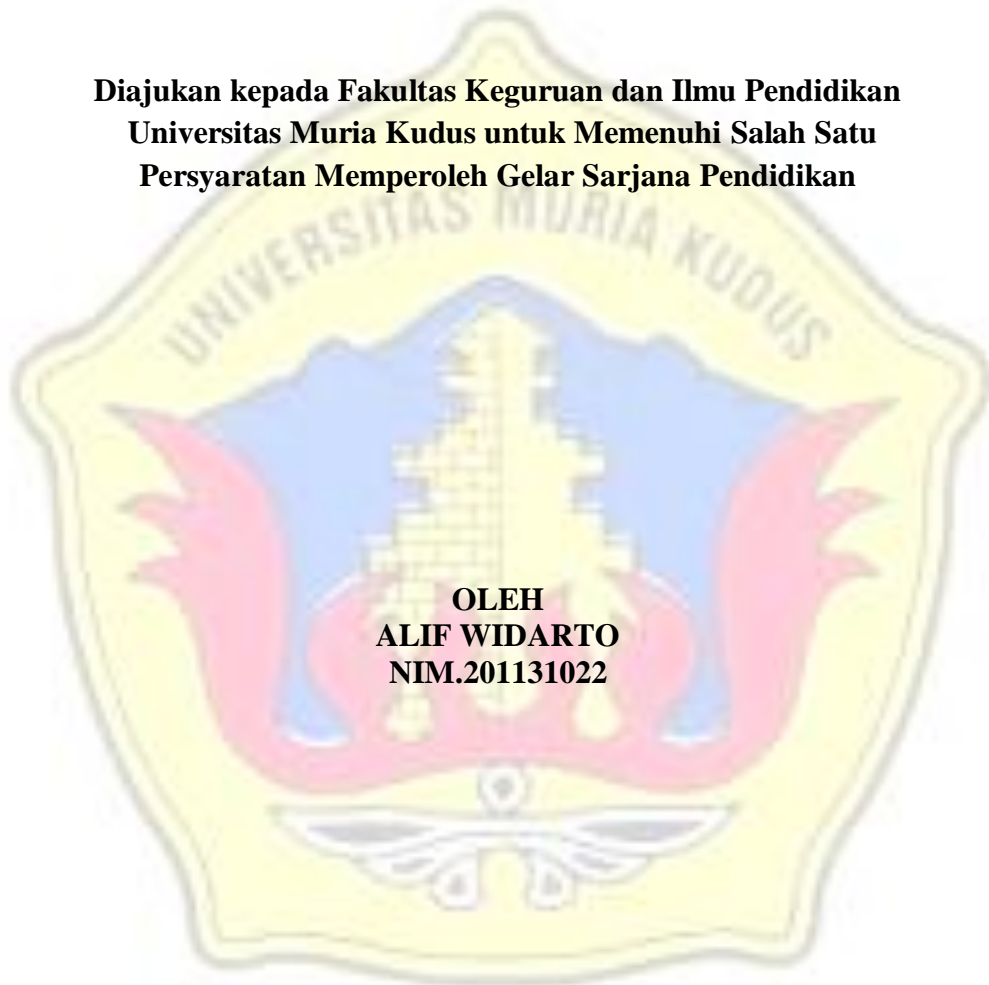 Diajukan kepada Fakultas Keguruan dan Ilmu Pendidikan
Universitas Muria Kudus untuk Memenuhi Salah Satu
Persyaratan Memperoleh Gelar Sarjana Pendidikan
UNIVERSITAS MURIA KUDUS
OLEH
ALIF WIDARTO
NIM.201131022